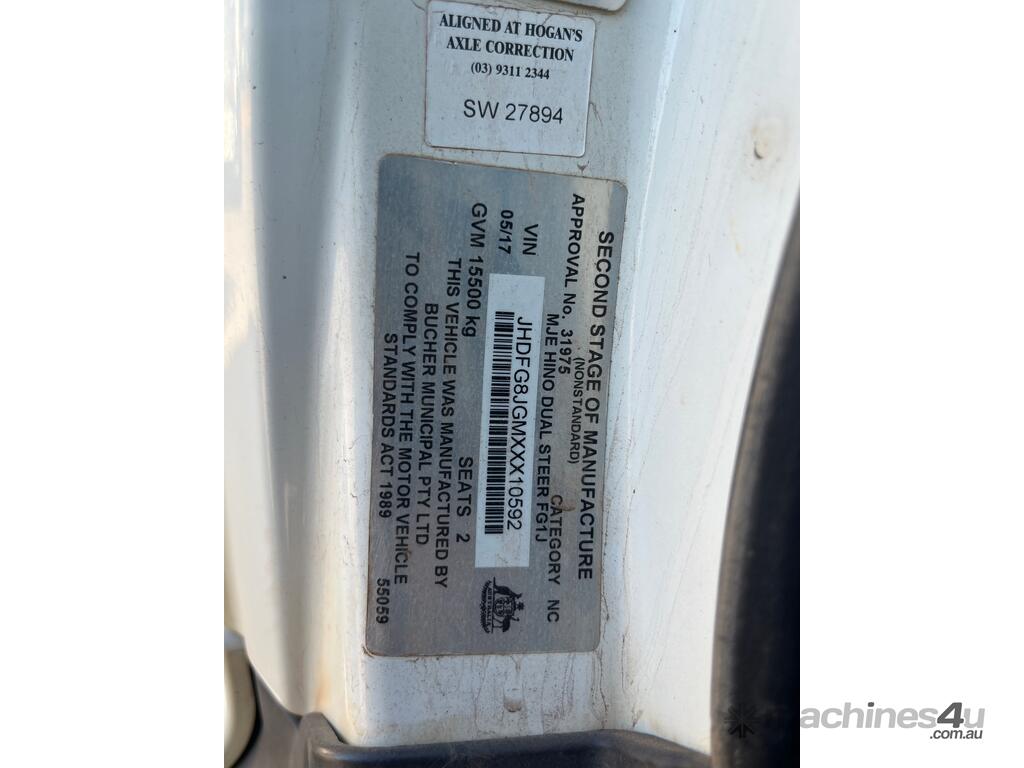 ALIGNED AT HOGAN'S
AXLE CORRECTION
(03) 9311 2344
SW 27894
SECOND STAGE OF MANUFACTURE
(NONSTANDARD)
APPROVAL No. 31975 CATEGORY NC
MJE HINO DUAL STEER FG1J
VIN JHDFG8JGMXXX10592
05/17
GVM 15500 kg SEATS 2
THIS VEHICLE WAS MANUFACTURED BY
BUCHER MUNICIPAL PTY LTD
TO COMPLY WITH THE MOTOR VEHICLE
STANDARDS ACT 1989 55059
AUSTRALIA
machines4u
.com.au